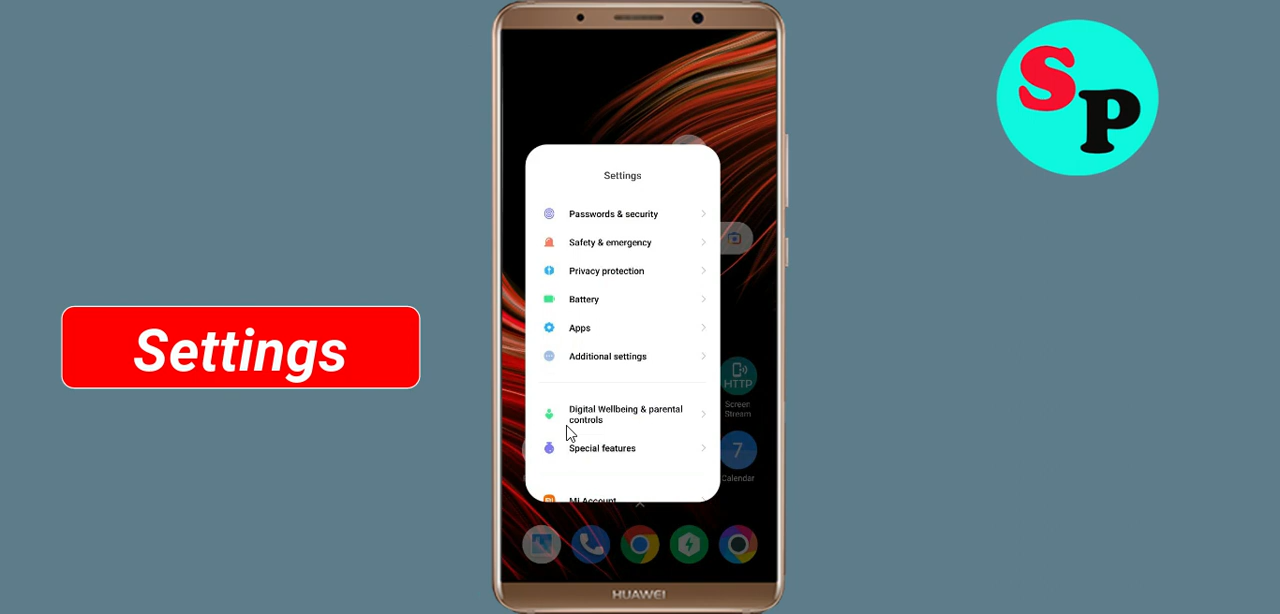 SP
Settings
Passwords & security
Safety & emergency
Privacy protection
Battery
Apps
Additional settings
Digital Wellbeing & parental
controls
Special features
Mi Account
Settings
HTTP
Screen
Stream
7
Calendar
HUAWEI